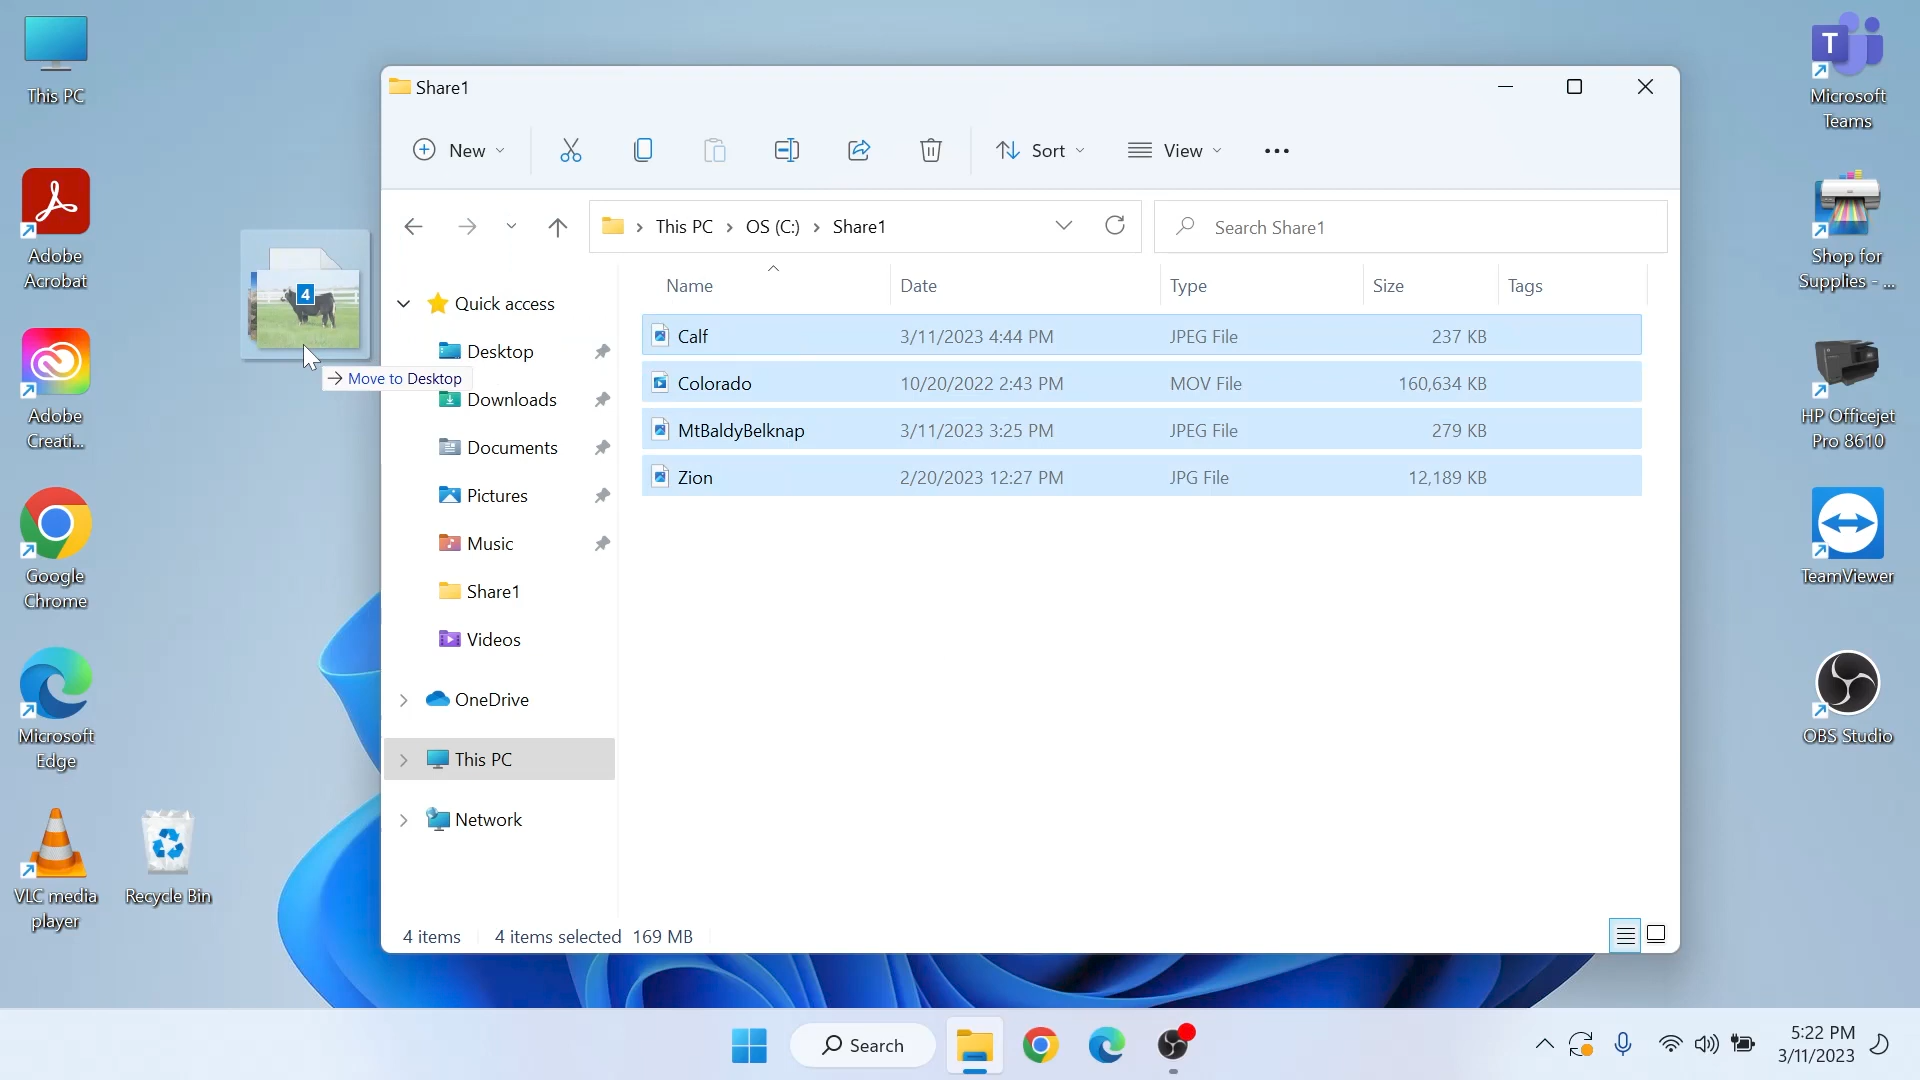 This PC
Adobe
Acrobat
Adobe
Creati...
Google
Chrome
Microsoft
Edge
VLC media
player
Recycle Bin
4
Move to Desktop
Share1
New
Sort
View
This PC
OS (C:)
Share1
Search Share1
Quick access
Desktop
Downloads
Documents
Pictures
Music
Share1
Videos
OneDrive
This PC
Network
Name Date Type Size Tags
Calf 3/11/2023 4:44 PM JPEG File 237 KB
Colorado 10/20/2022 2:43 PM MOV File 160,634 KB
MtBaldyBelknap 3/11/2023 3:25 PM JPEG File 279 KB
Zion 2/20/2023 12:27 PM JPG File 12,189 KB
4 items 4 items selected 169 MB
T
Microsoft
Teams
Shop for
Supplies - ...
HP Officejet
Pro 8610
TeamViewer
OBS Studio
Search
5:22 PM
3/11/2023